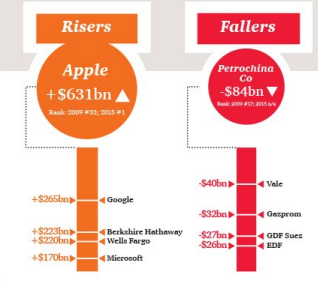 Risers
Apple
+$631bn
Rank: 2009 #33; 2015 #1
+$265bn Google
+$223bn Berkshire Hathaway
+$220bn Wells Fargo
+$170bn Microsoft
Fallers
Petrochina
Co
-$84bn
Rank: 2009 #17; 2015 n/a
-$40bn Vale
-$32bn Gazprom
-$27bn GDF Suez
-$26bn EDF